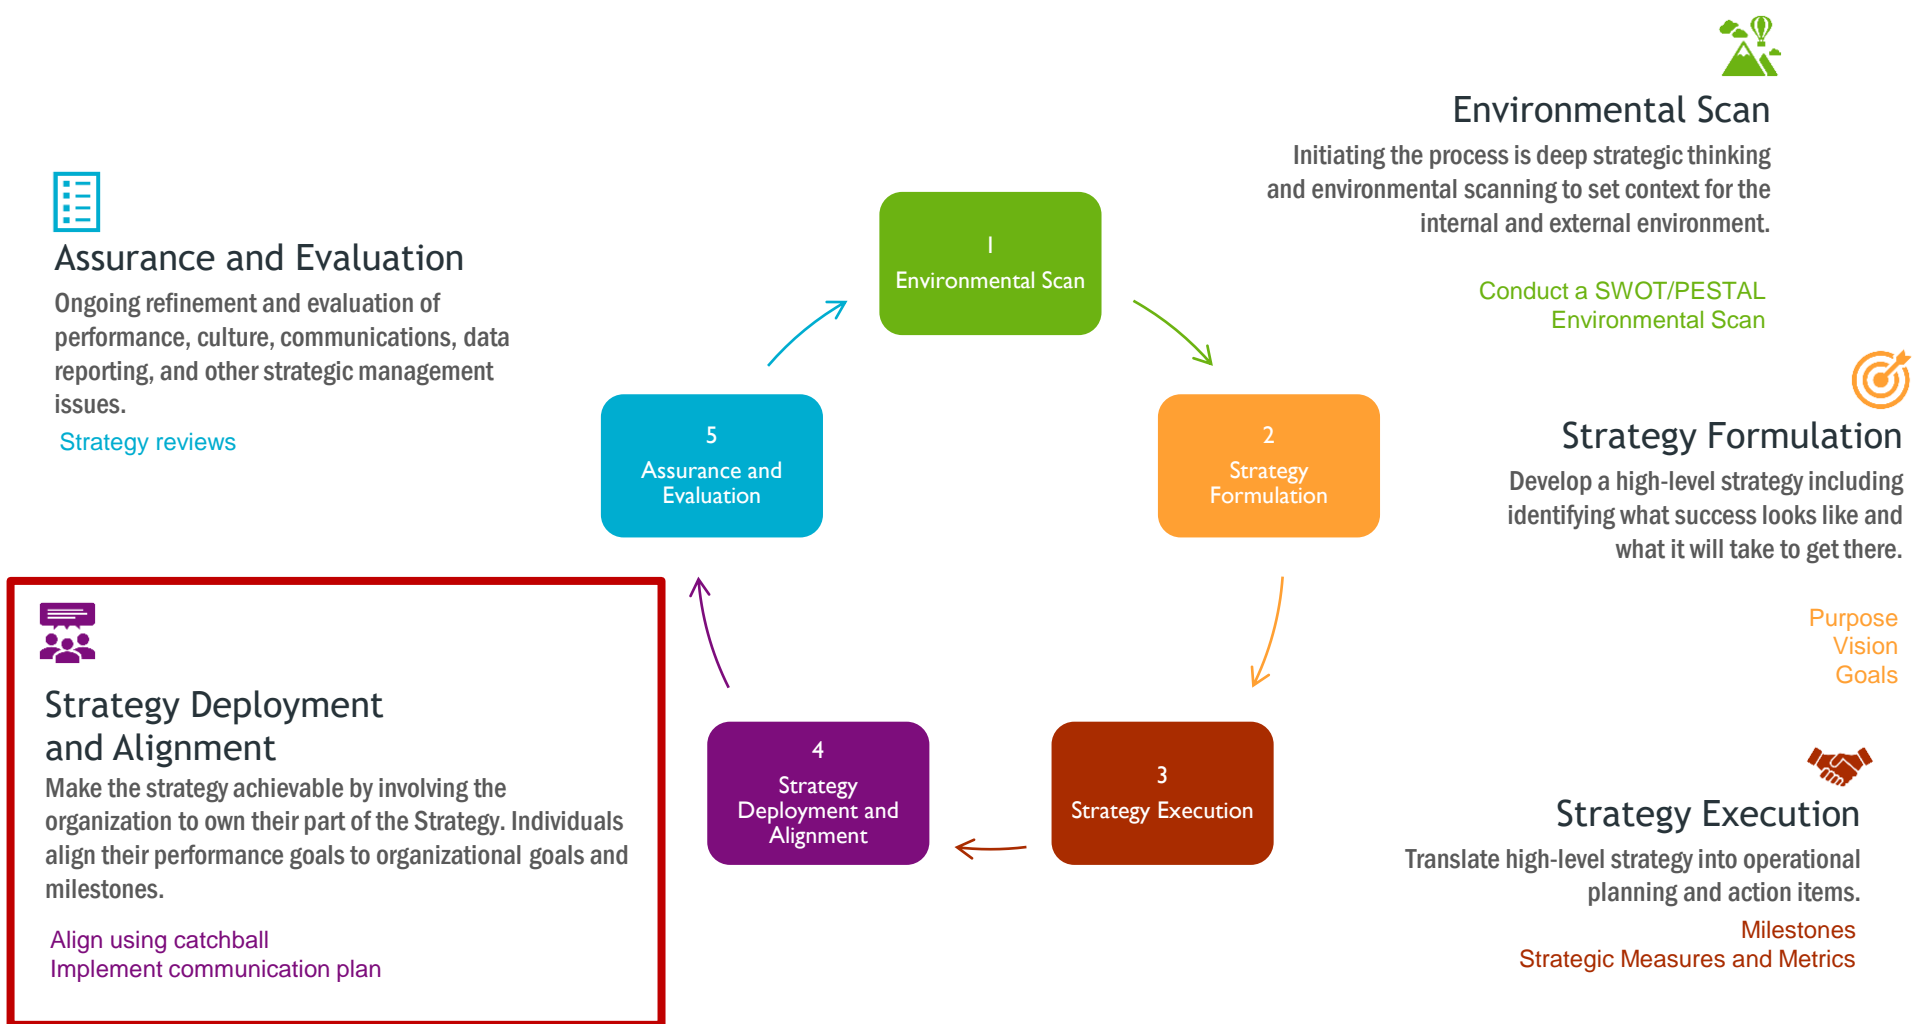 Environmental Scan
Initiating the process is deep strategic thinking
and environmental scanning to set context for the
internal and external environment.
Conduct a SWOT/PESTAL
Environmental Scan
Assurance and Evaluation
Ongoing refinement and evaluation of
performance, culture, communications, data
reporting, and other strategic management
issues.
Strategy reviews
1
Environmental Scan
5
Assurance and
Evaluation
2
Strategy
Formulation
Strategy Formulation
Develop a high-level strategy including
identifying what success looks like and
what it will take to get there.
Purpose
Vision
Goals
Strategy Deployment
and Alignment
Make the strategy achievable by involving the
organization to own their part of the Strategy. Individuals
align their performance goals to organizational goals and
milestones.
Align using catchball
Implement communication plan
4
Strategy
Deployment and
Alignment
3
Strategy Execution
Strategy Execution
Translate high-level strategy into operational
planning and action items.
Milestones
Strategic Measures and Metrics